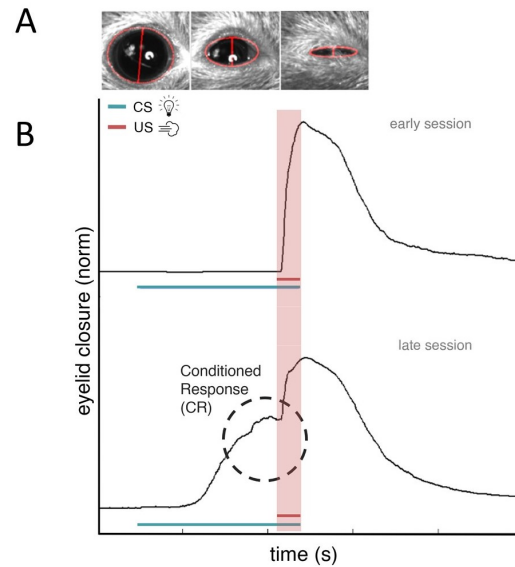 A
B
CS
US
early session
eyelid closure (norm)
late session
Conditioned
Response
(CR)
time (s)